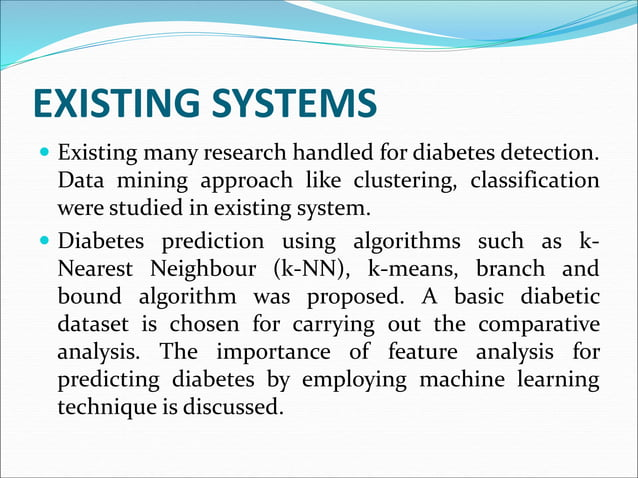 EXISTING SYSTEMS
Existing many research handled for diabetes detection.
Data mining approach like clustering, classification
were studied in existing system.
Diabetes prediction using algorithms such as k-
Nearest Neighbour (k-NN), k-means, branch and
bound algorithm was proposed. A basic diabetic
dataset is chosen for carrying out the comparative
analysis. The importance of feature analysis for
predicting diabetes by employing machine learning
technique is discussed.